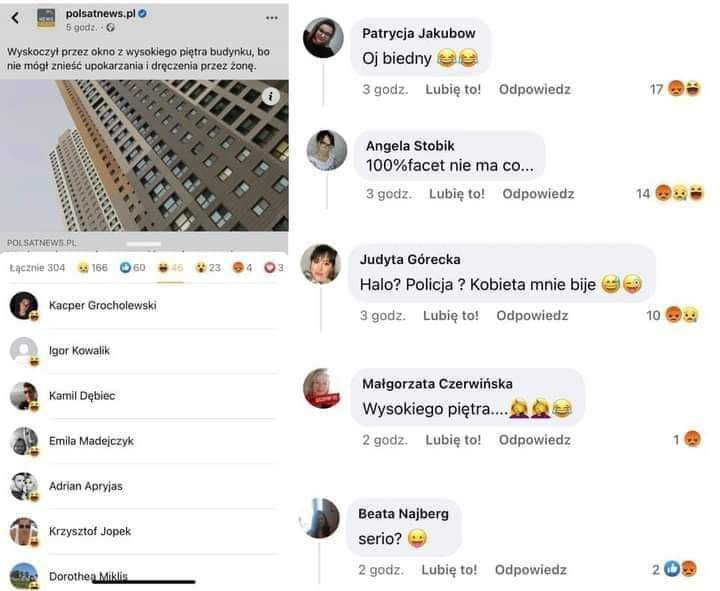 polsatnews.pl
5 godz.
Wyskoczył przez okno z wysokiego piętra budynku, bo
nie mógł znieść upokarzania i dręczenia przez żonę.
POLSATNEWS.PL
Łącznie 304 166 60 46 23 4 3
Kacper Grocholewski
Igor Kowalik
Kamil Dębiec
Emila Madejczyk
Adrian Apryjas
Krzysztof Jopek
Dorothea Miklis
Patrycja Jakubow
Oj biedny 😂😂
3 godz. Lubię to! Odpowiedz 17
Angela Stobik
100%facet nie ma co...
3 godz. Lubię to! Odpowiedz 14
Judyta Górecka
Halo? Policja ? Kobieta mnie bije 😅😜
3 godz. Lubię to! Odpowiedz 10
Małgorzata Czerwińska
Wysokiego piętra....🤦‍♀️🤦‍♀️😂
2 godz. Lubię to! Odpowiedz 1
Beata Najberg
serio? 😛
2 godz. Lubię to! Odpowiedz 2